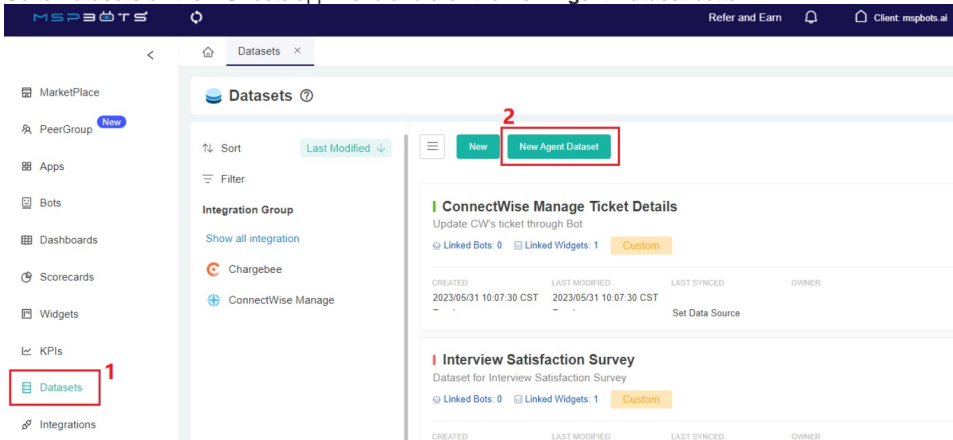 MSPBOTS
Refer and Earn
Client: mspbots.ai
Datasets ×
MarketPlace
PeerGroup New
Apps
Bots
Dashboards
Scorecards
Widgets
KPIs
1
Datasets
Integrations
Datasets
Sort Last Modified
Filter
Integration Group
Show all integration
Chargebee
ConnectWise Manage
2
New New Agent Dataset
ConnectWise Manage Ticket Details
Update CW's ticket through Bot
Linked Bots: 0 Linked Widgets: 1 Custom
CREATED LAST MODIFIED LAST SYNCED OWNER
2023/05/31 10:07:30 CST 2023/05/31 10:07:30 CST
Set Data Source
Interview Satisfaction Survey
Dataset for Interview Satisfaction Survey
Linked Bots: 0 Linked Widgets: 1 Custom
CREATED LAST MODIFIED LAST SYNCED OWNER